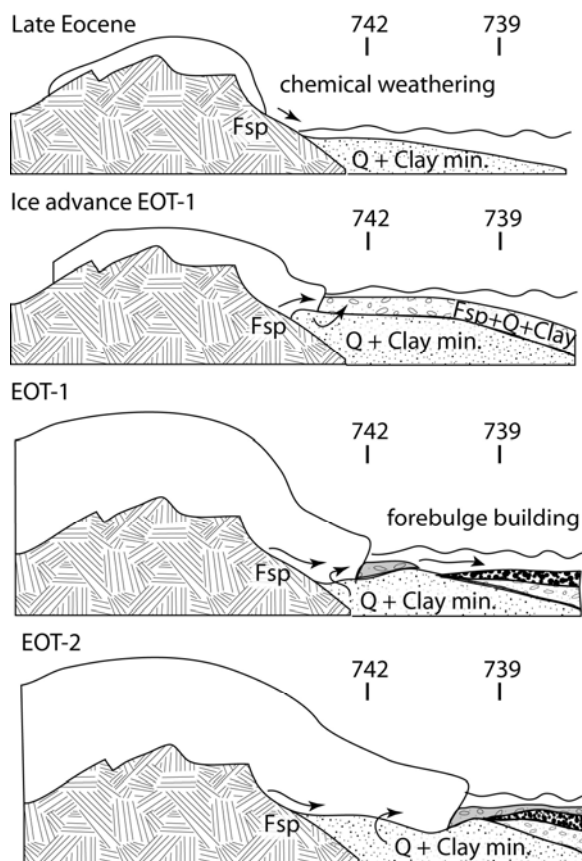 Late Eocene
742 739
chemical weathering
Fsp
Q + Clay min.
Ice advance EOT-1
742 739
Fsp+Q+Clay
Fsp
Q + Clay min.
EOT-1
742 739
forebulge building
Fsp
Q + Clay min.
EOT-2
742 739
Fsp
Q + Clay min.